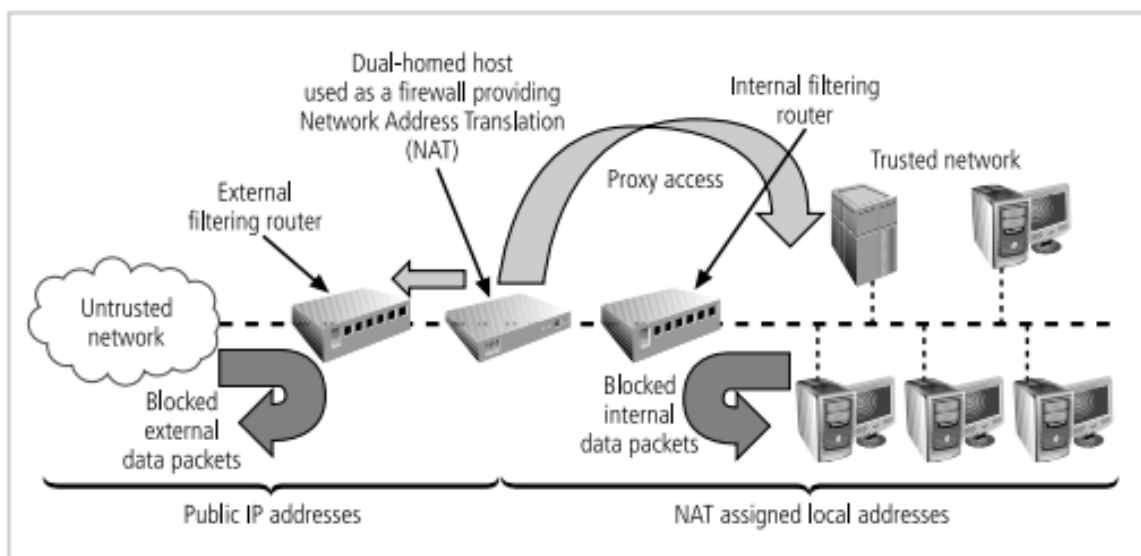 Dual-homed host
used as a firewall providing
Network Address Translation
(NAT)
Internal filtering
router
Proxy access
Trusted network
External
filtering router
Untrusted
network
Blocked
external
data packets
Blocked
internal
data packets
Public IP addresses
NAT assigned local addresses